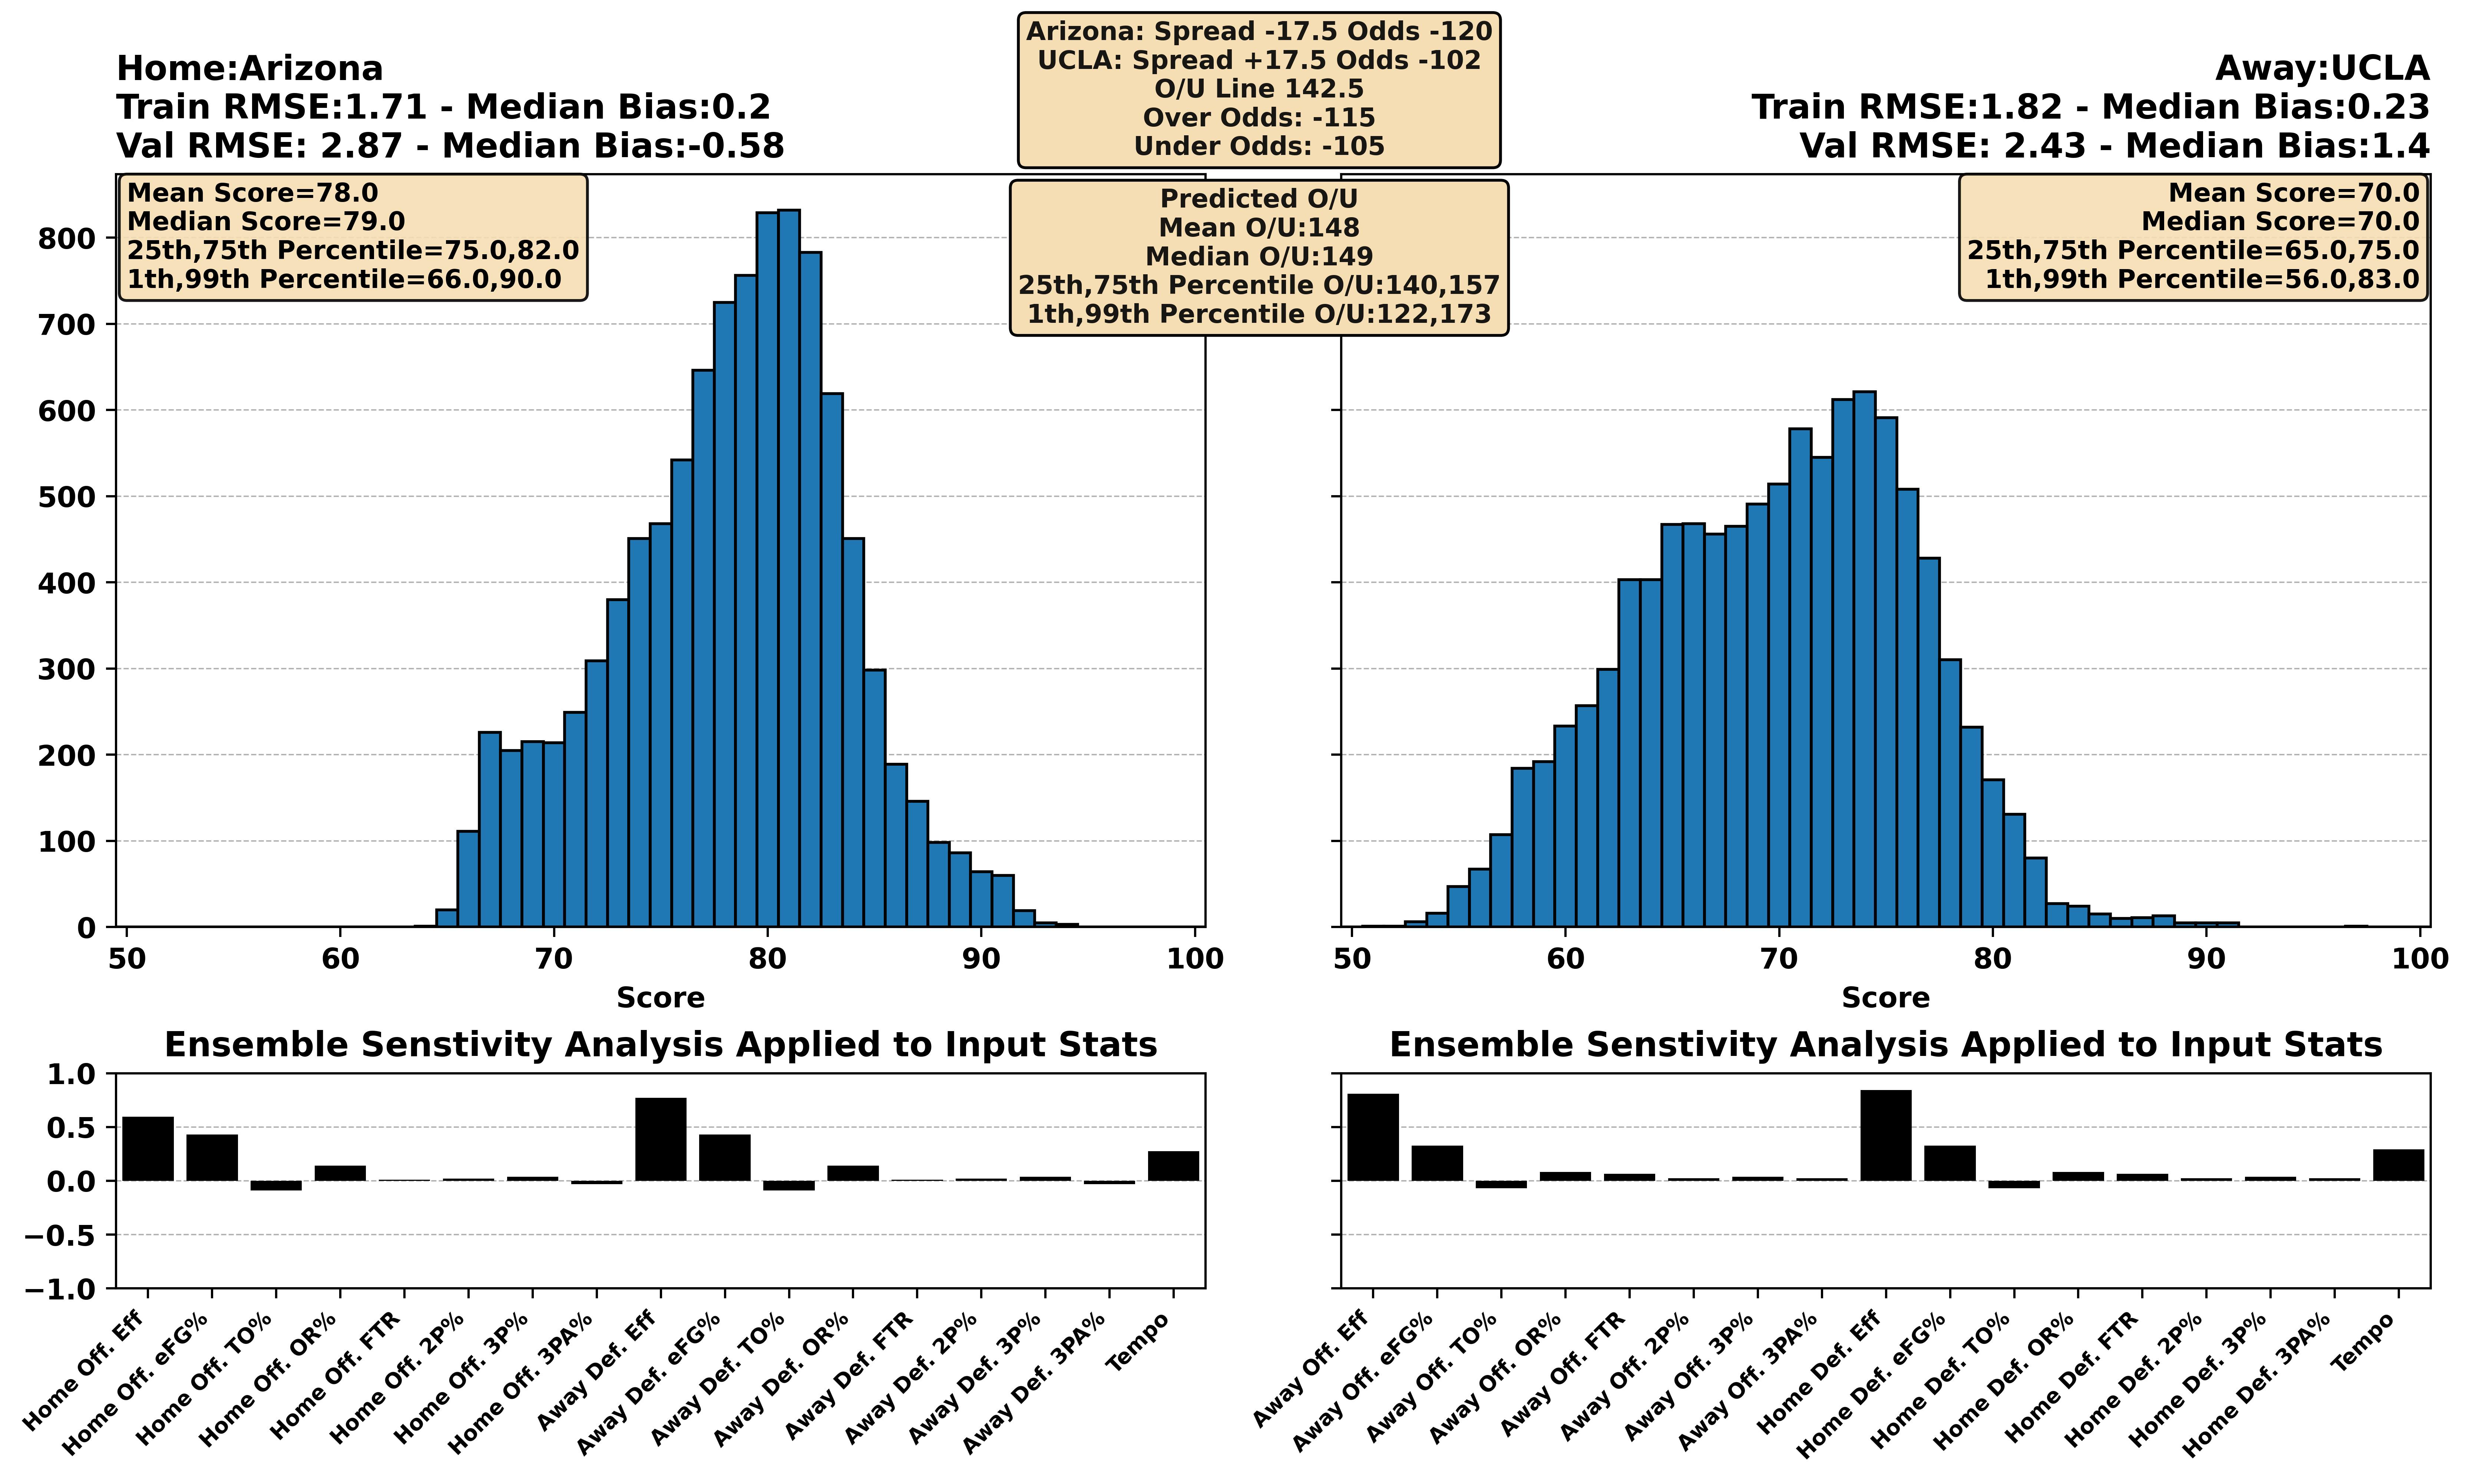 Arizona: Spread -17.5 Odds -120
UCLA: Spread +17.5 Odds -102
O/U Line 142.5
Over Odds: -115
Under Odds: -105
Home:Arizona
Train RMSE:1.71 - Median Bias:0.2
Val RMSE: 2.87 - Median Bias:-0.58
Away:UCLA
Train RMSE:1.82 - Median Bias:0.23
Val RMSE: 2.43 - Median Bias:1.4
Mean Score=78.0
Median Score=79.0
25th,75th Percentile=75.0,82.0
1th,99th Percentile=66.0,90.0
Predicted O/U
Mean O/U:148
Median O/U:149
25th,75th Percentile O/U:140,157
1th,99th Percentile O/U:122,173
Mean Score=70.0
Median Score=70.0
25th,75th Percentile=65.0,75.0
1th,99th Percentile=56.0,83.0
800
700
600
500
400
300
200
100
0
50 60 70 80 90 100
Score
50 60 70 80 90 100
Score
Ensemble Senstivity Analysis Applied to Input Stats
Ensemble Senstivity Analysis Applied to Input Stats
1.0
0.5
0.0
−0.5
−1.0
Home Off. Eff
Home Off. eFG%
Home Off. TO%
Home Off. OR%
Home Off. FTR
Home Off. 2P%
Home Off. 3P%
Home Off. 3PA%
Away Def. Eff
Away Def. eFG%
Away Def. TO%
Away Def. OR%
Away Def. FTR
Away Def. 2P%
Away Def. 3P%
Away Def. 3PA%
Tempo
Away Off. Eff
Away Off. eFG%
Away Off. TO%
Away Off. OR%
Away Off. FTR
Away Off. 2P%
Away Off. 3P%
Away Off. 3PA%
Home Def. Eff
Home Def. eFG%
Home Def. TO%
Home Def. OR%
Home Def. FTR
Home Def. 2P%
Home Def. 3P%
Home Def. 3PA%
Tempo